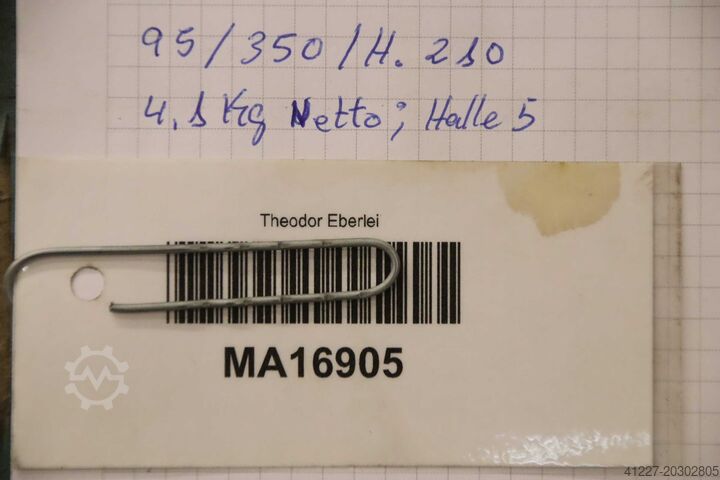 95/350/H. 210
4.1 Kg Netto; Halle 5
Theodor Eberlei
MA16905
41227-20302805